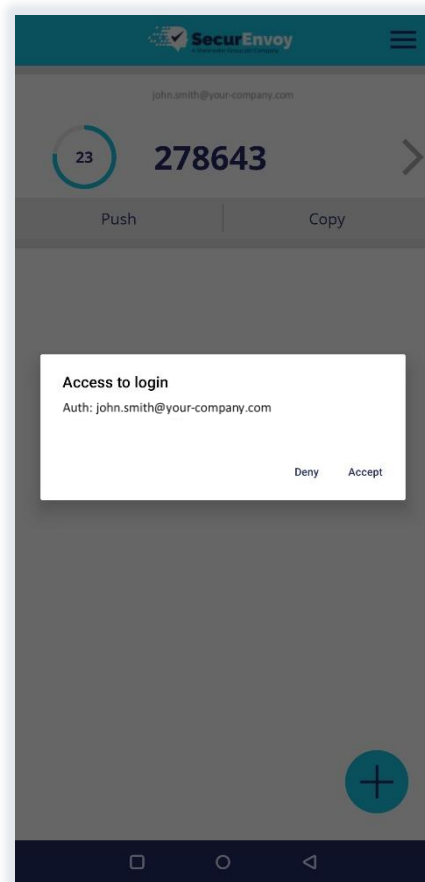 SecurEnvoy
john.smith@your-company.com
23
278643
Push
Copy
Access to login
Auth: john.smith@your-company.com
Deny
Accept